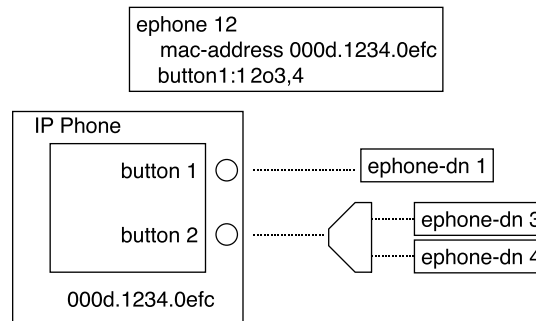 ephone 12
mac-address 000d.1234.0efc
button1:1 2o3,4
IP Phone
button 1
ephone-dn 1
button 2
ephone-dn 3
ephone-dn 4
000d.1234.0efc